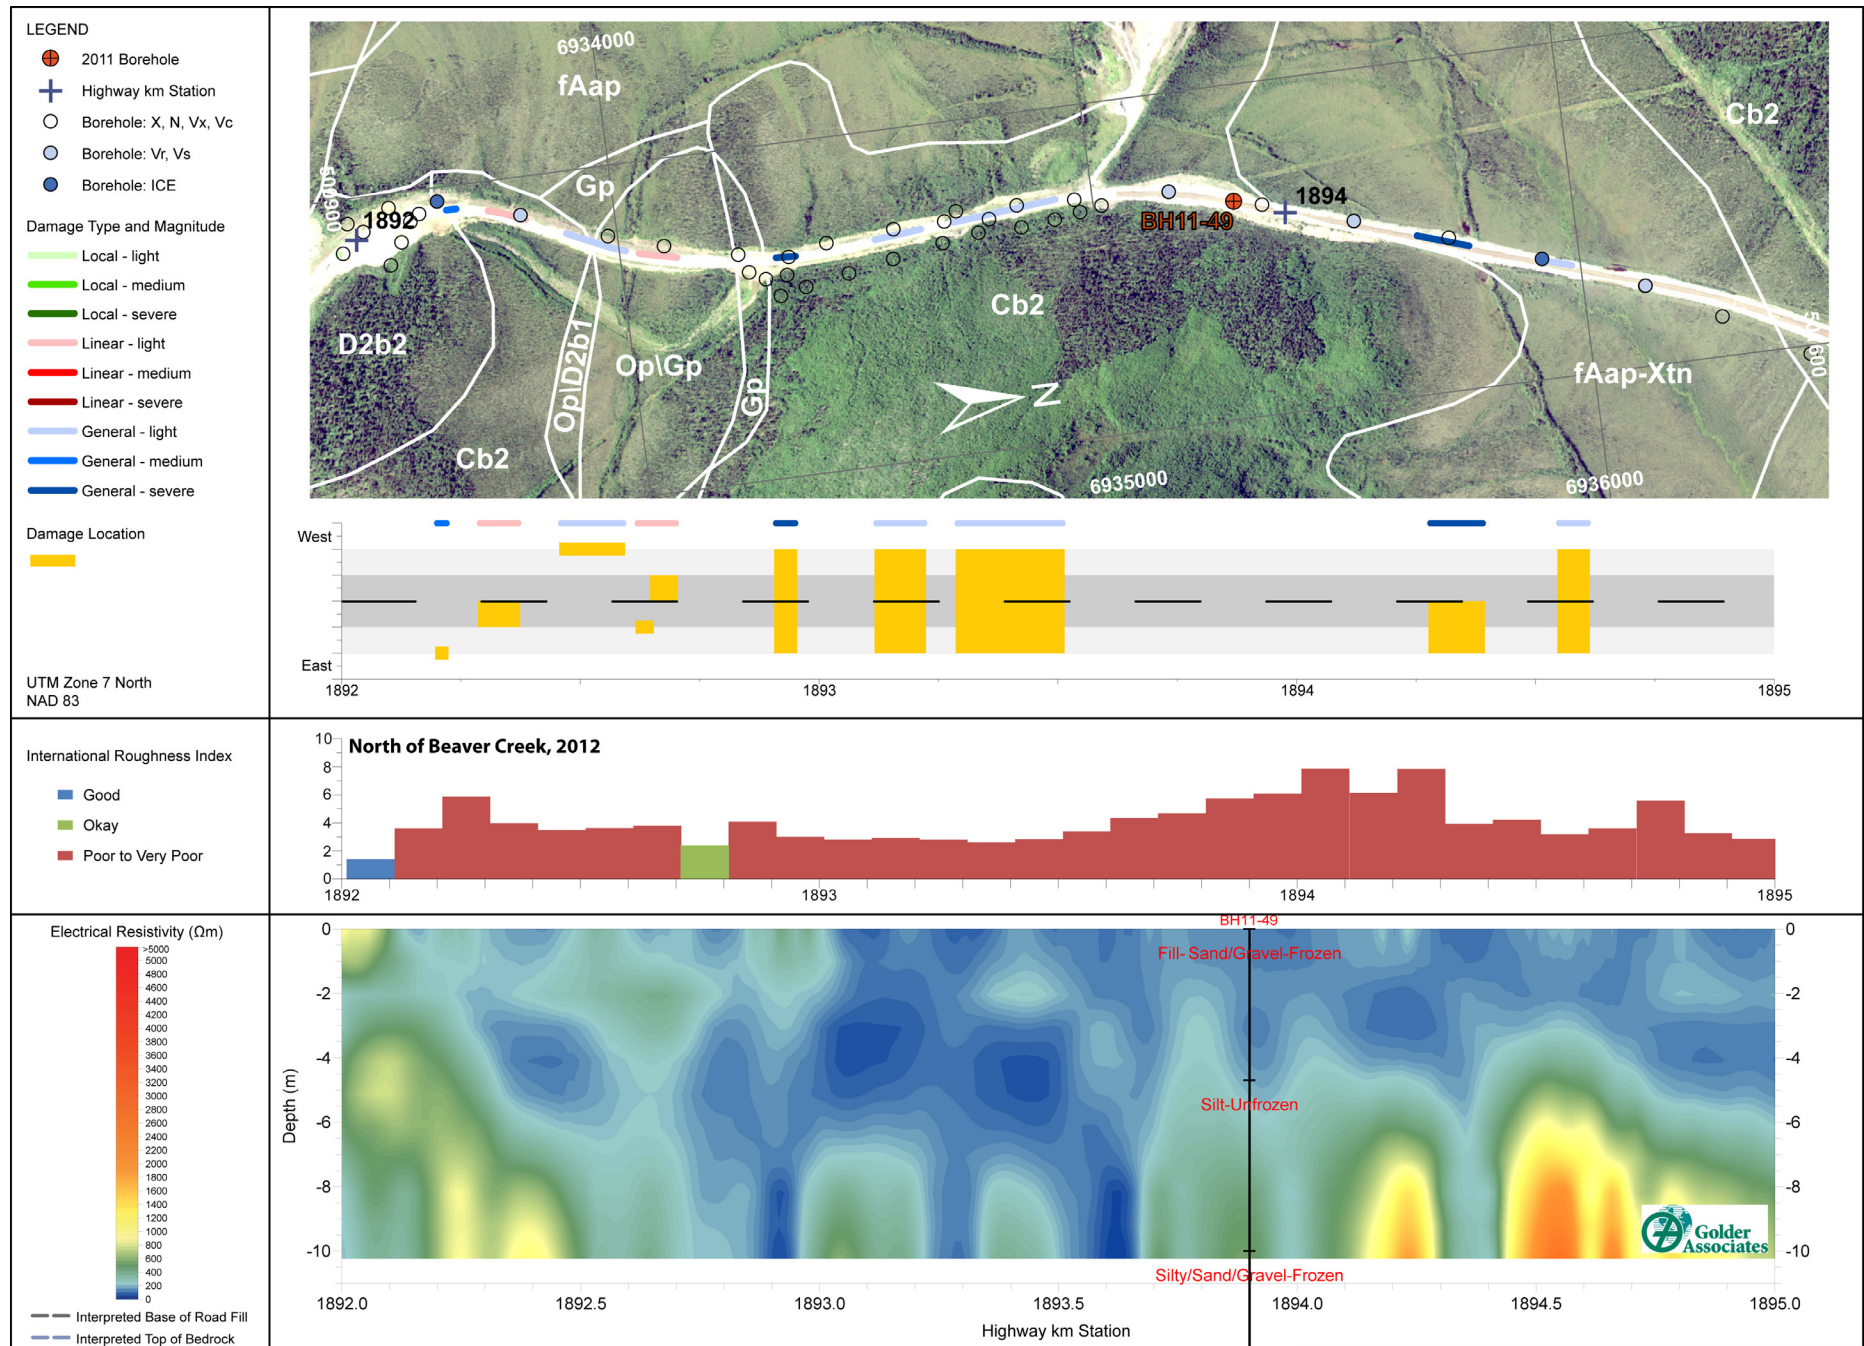 LEGEND
2011 Borehole
Highway km Station
Borehole: X, N, Vx, Vc
Borehole: Vr, Vs
Borehole: ICE
Damage Type and Magnitude
Local - light
Local - medium
Local - severe
Linear - light
Linear - medium
Linear - severe
General - light
General - medium
General - severe
Damage Location
UTM Zone 7 North
NAD 83
6934000
fAap
Cb2
Gp
1892
1894
BH11-49
D2b2
Cb2
Op\D2b1
Op\Gp
Gp
Cb2
N
fAap-Xtn
Cb2
6935000
6936000
West
East
1892
1893
1894
1895
International Roughness Index
Good
Okay
Poor to Very Poor
North of Beaver Creek, 2012
10
8
6
4
2
0
1892
1893
1894
1895
Electrical Resistivity (Ωm)
>5000
5000
4800
4600
4400
4200
4000
3800
3600
3400
3200
3000
2800
2600
2400
2200
2000
1800
1600
1400
1200
1000
800
600
400
200
0
Interpreted Base of Road Fill
Interpreted Top of Bedrock
BH11-49
Fill- Sand/Gravel-Frozen
Silt-Unfrozen
Silty/Sand/Gravel-Frozen
Depth (m)
0
-2
-4
-6
-8
-10
0
-2
-4
-6
-8
-10
Golder
Associates
1892.0
1892.5
1893.0
1893.5
1894.0
1894.5
1895.0
Highway km Station